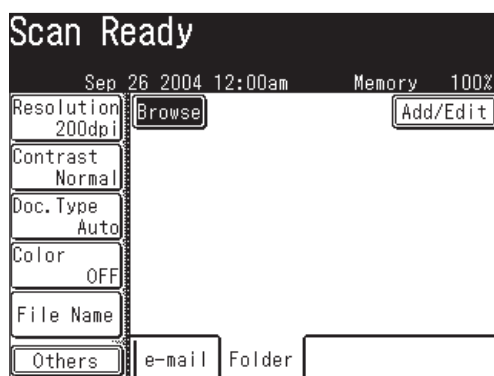 Scan Ready
Sep 26 2004 12:00am Memory 100%
Resolution
200dpi
Browse
Add/Edit
Contrast
Normal
Doc.Type
Auto
Color
OFF
File Name
Others
e-mail
Folder